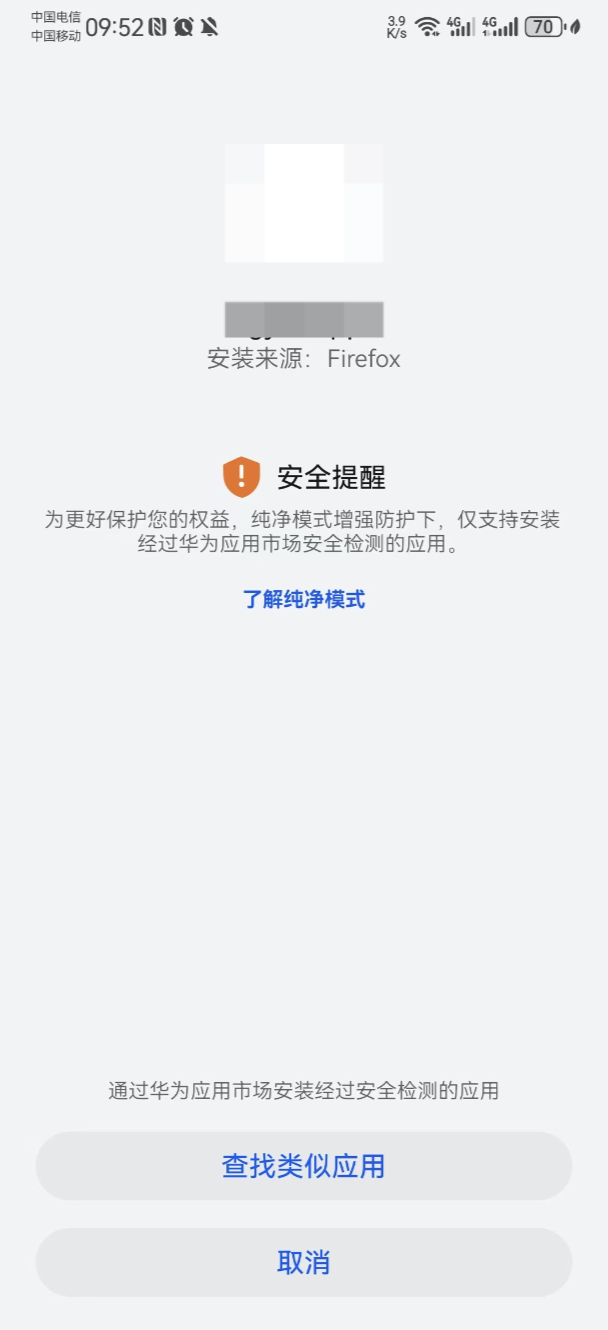 中国电信
中国移动
09:52
3.9
K/s
4G
4G
70
安装来源：Firefox
安全提醒
为更好保护您的权益，纯净模式增强防护下，仅支持安装
经过华为应用市场安全检测的应用。
了解纯净模式
通过华为应用市场安装经过安全检测的应用
查找类似应用
取消